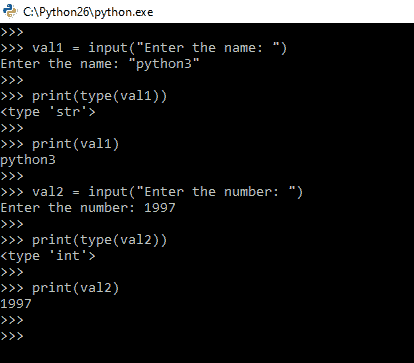 C:\Python26\python.exe
>>>
>>> val1 = input("Enter the name: ")
Enter the name: "python3"
>>>
>>> print(type(val1))
<type 'str'>
>>>
>>> print(val1)
python3
>>>
>>> val2 = input("Enter the number: ")
Enter the number: 1997
>>>
>>> print(type(val2))
<type 'int'>
>>>
>>> print(val2)
1997
>>>
>>>